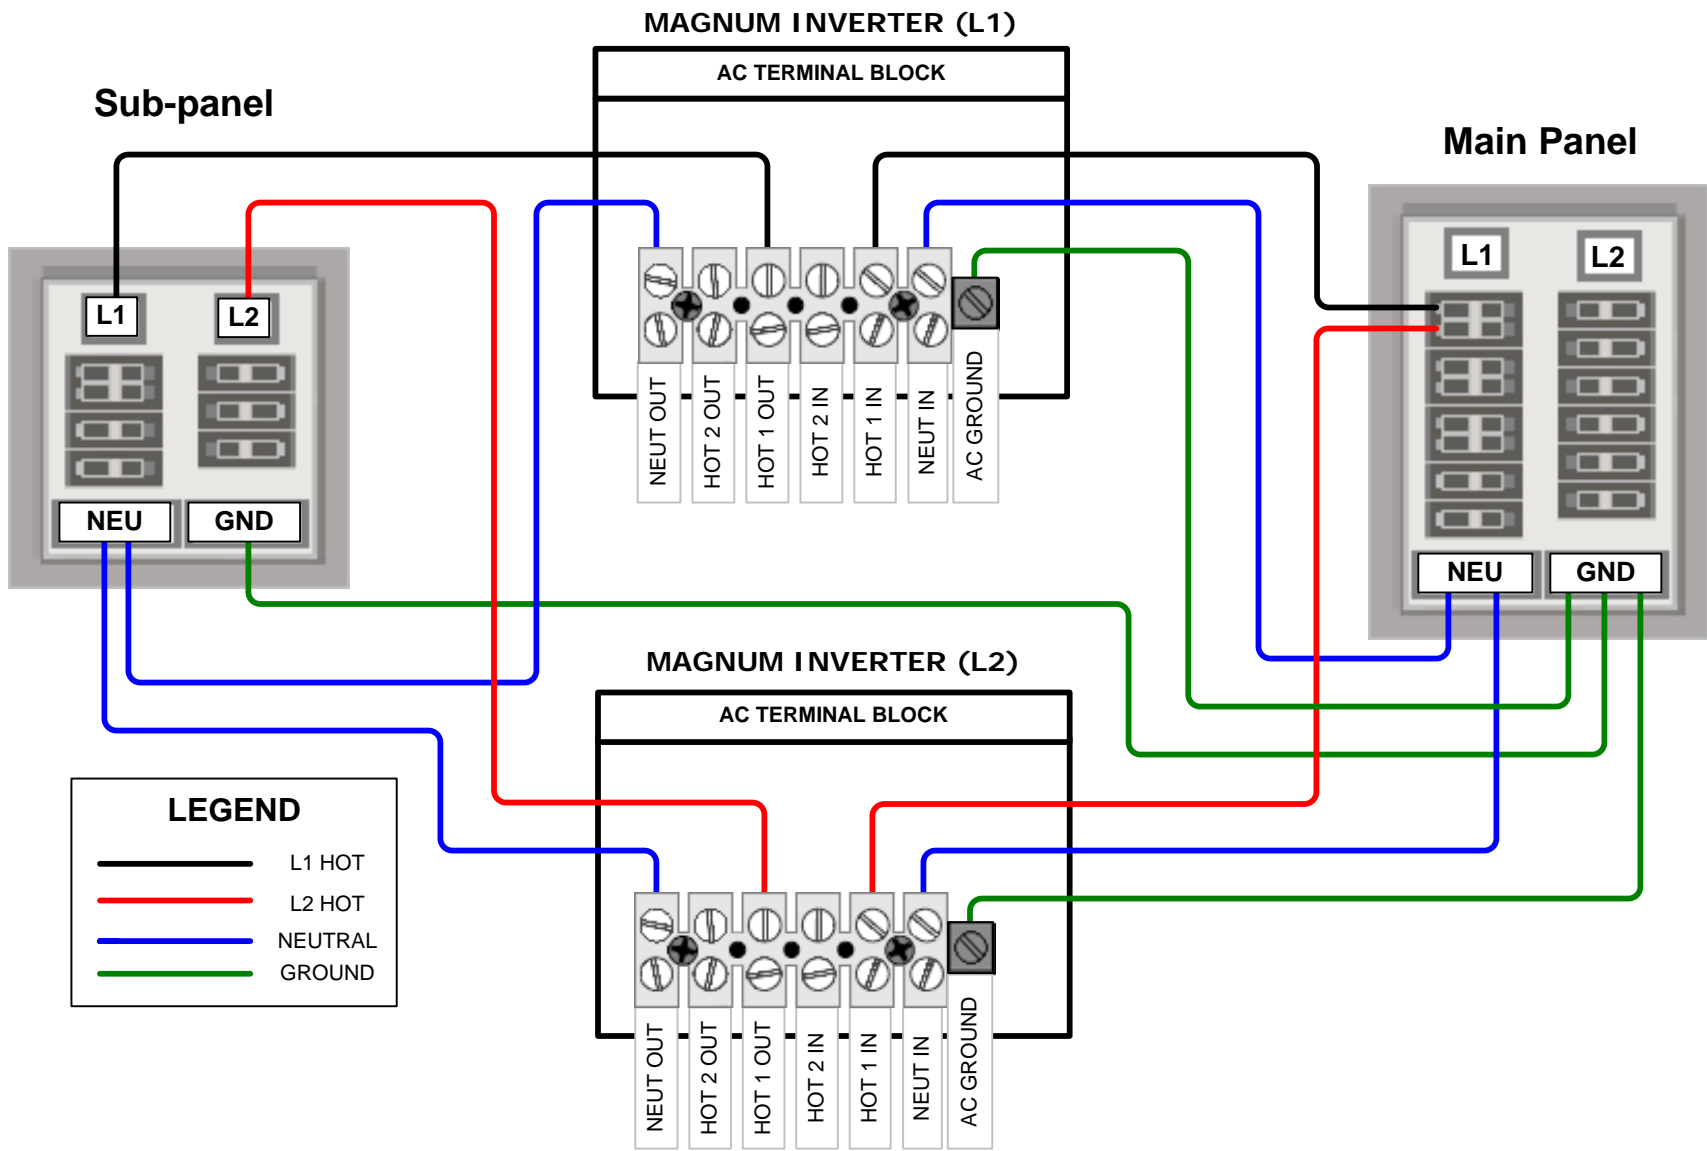 MAGNUM INVERTER (L1)
AC TERMINAL BLOCK
Sub-panel
Main Panel
L1
L2
L1
L2
NEUT OUT
HOT 2 OUT
HOT 1 OUT
HOT 2 IN
HOT 1 IN
NEUT IN
AC GROUND
NEU
GND
NEU
GND
MAGNUM INVERTER (L2)
AC TERMINAL BLOCK
LEGEND
L1 HOT
L2 HOT
NEUTRAL
GROUND
NEUT OUT
HOT 2 OUT
HOT 1 OUT
HOT 2 IN
HOT 1 IN
NEUT IN
AC GROUND